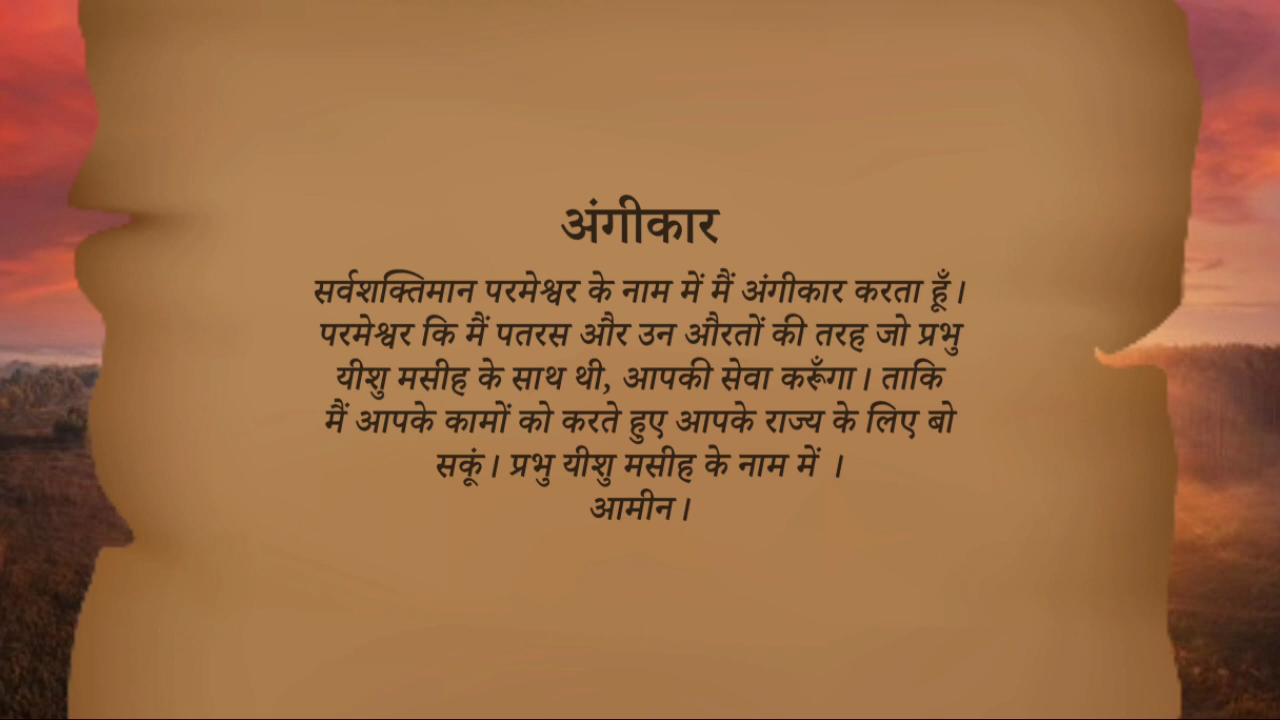 अंगीकार
सर्वशक्तिमान परमेश्वर के नाम में मैं अंगीकार करता हूँ।
परमेश्वर कि मैं पतरस और उन औरतों की तरह जो प्रभु
यीशु मसीह के साथ थी, आपकी सेवा करूँगा। ताकि
मैं आपके कामों को करते हुए आपके राज्य के लिए बो
सकूं। प्रभु यीशु मसीह के नाम में ।
आमीन।